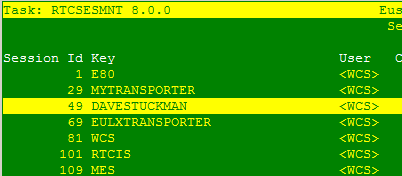 Task: RTCSESMNT 8.0.0 Eus
Se
Session Id Key User C
1 E80 <WCS>
29 MYTRANSPORTER <WCS>
49 DAVESTUCKMAN <WCS>
69 EULXTRANSPORTER <WCS>
81 WCS <WCS>
101 RTCIS <WCS>
109 MES <WCS>